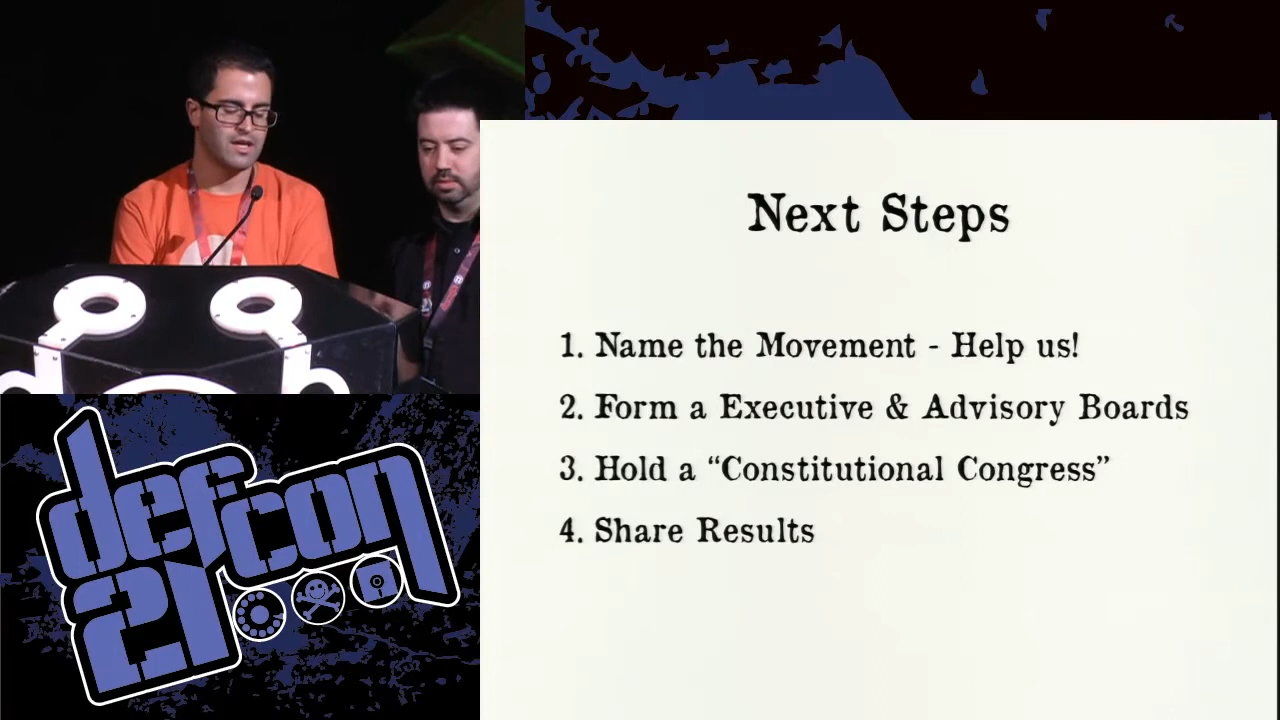 Next Steps
1. Name the Movement - Help us!
2. Form a Executive & Advisory Boards
3. Hold a “Constitutional Congress”
4. Share Results
defcon
21